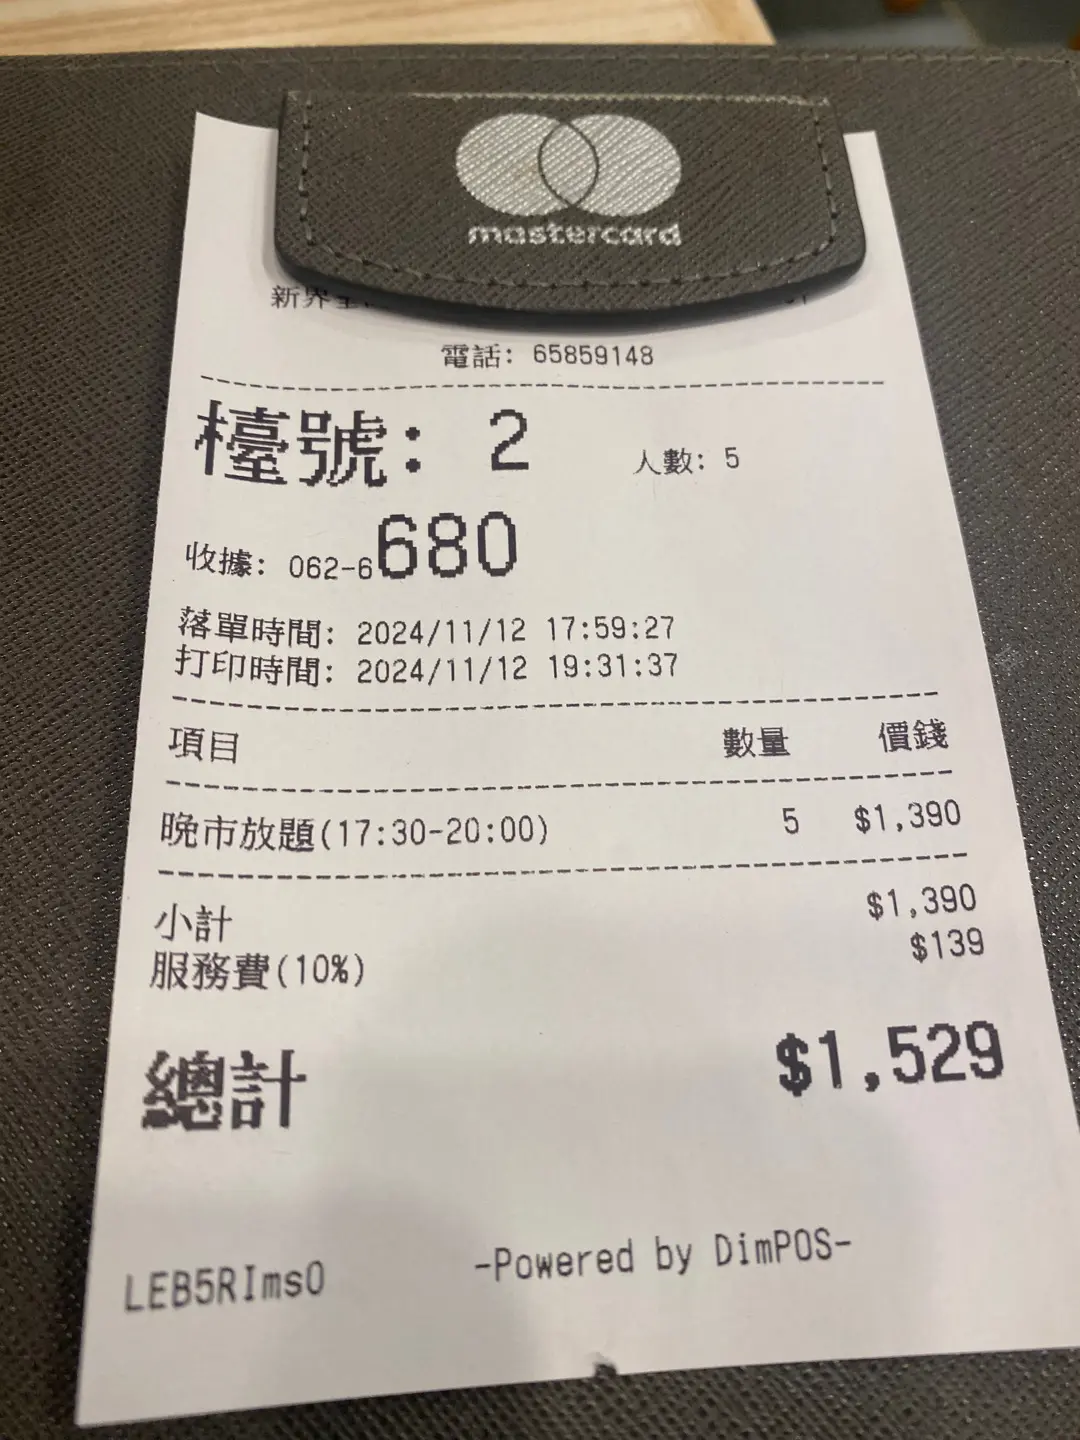 mastercard
新界
電話: 65859148
檯號: 2 人數: 5
收據: 062-6680
落單時間: 2024/11/12 17:59:27
打印時間: 2024/11/12 19:31:37
項目 數量 價錢
晚市放題(17:30-20:00) 5 $1,390
小計 $1,390
服務費(10%) $139
總計 $1,529
LEB5RImsO -Powered by DimPOS-